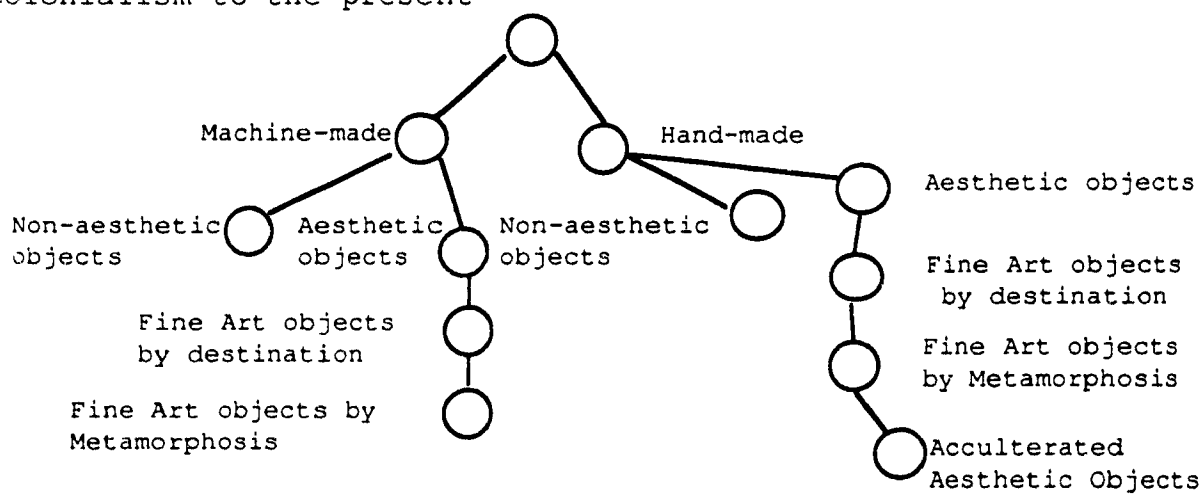 colonialism to the present
Machine-made
Hand-made
Aesthetic objects
Non-aesthetic
objects
Aesthetic
objects
Non-aesthetic
objects
Fine Art objects
by destination
Fine Art objects
by destination
Fine Art objects
by Metamorphosis
Fine Art objects by
Metamorphosis
Acculterated
Aesthetic Objects